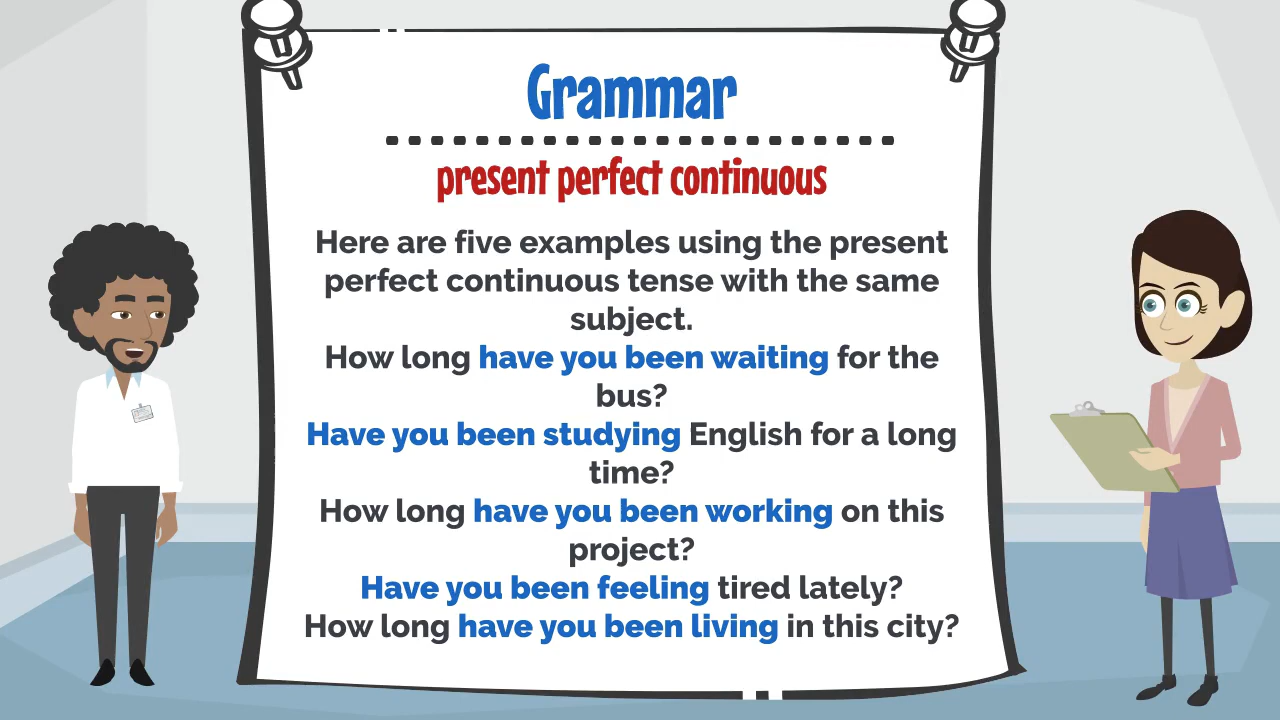 Grammar
present perfect continuous
Here are five examples using the present
perfect continuous tense with the same
subject.
How long have you been waiting for the
bus?
Have you been studying English for a long
time?
How long have you been working on this
project?
Have you been feeling tired lately?
How long have you been living in this city?